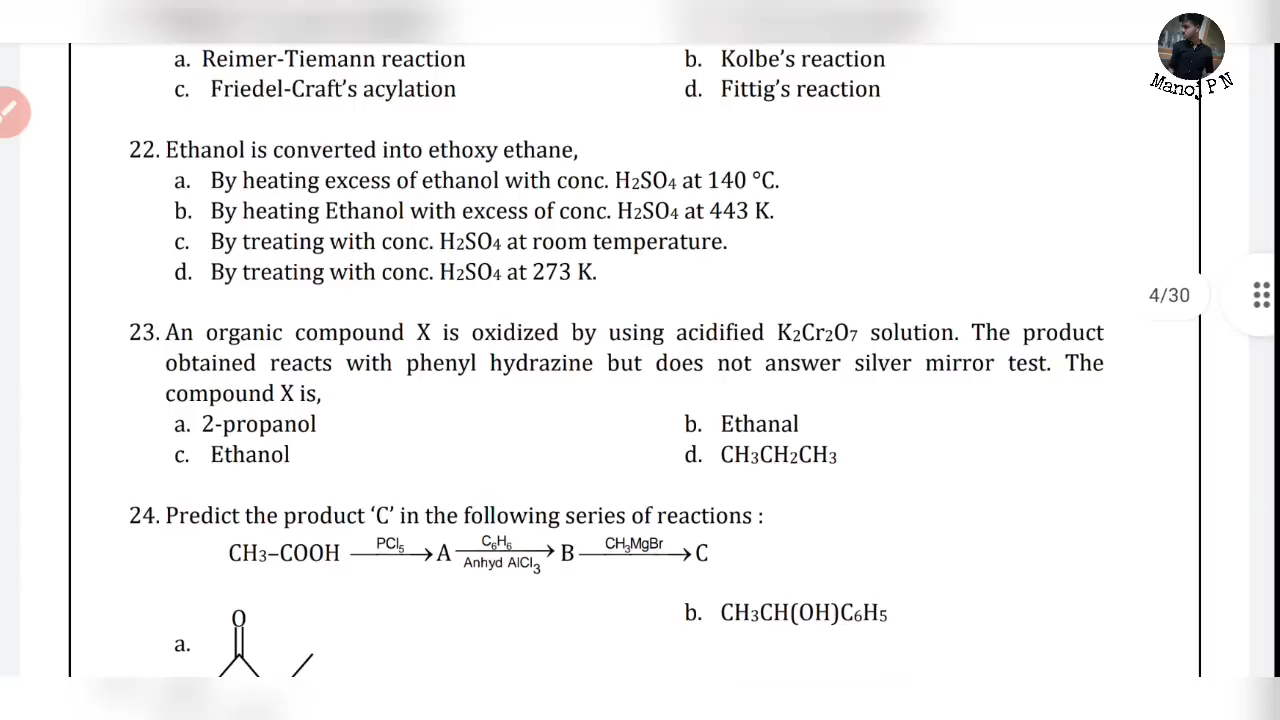 a. Reimer-Tiemann reaction b. Kolbe's reaction
c. Friedel-Craft's acylation d. Fittig's reaction
Manoj P N
22. Ethanol is converted into ethoxy ethane,
a. By heating excess of ethanol with conc. H2SO4 at 140 °C.
b. By heating Ethanol with excess of conc. H2SO4 at 443 K.
c. By treating with conc. H2SO4 at room temperature.
d. By treating with conc. H2SO4 at 273 K.
4/30
23. An organic compound X is oxidized by using acidified K2Cr2O7 solution. The product
obtained reacts with phenyl hydrazine but does not answer silver mirror test. The
compound X is,
a. 2-propanol b. Ethanal
c. Ethanol d. CH3CH2CH3
24. Predict the product ‘C’ in the following series of reactions :
CH3–COOH PCl5 → A C6H6 Anhyd AlCl3 → B CH3MgBr → C
b. CH3CH(OH)C6H5
O
a.